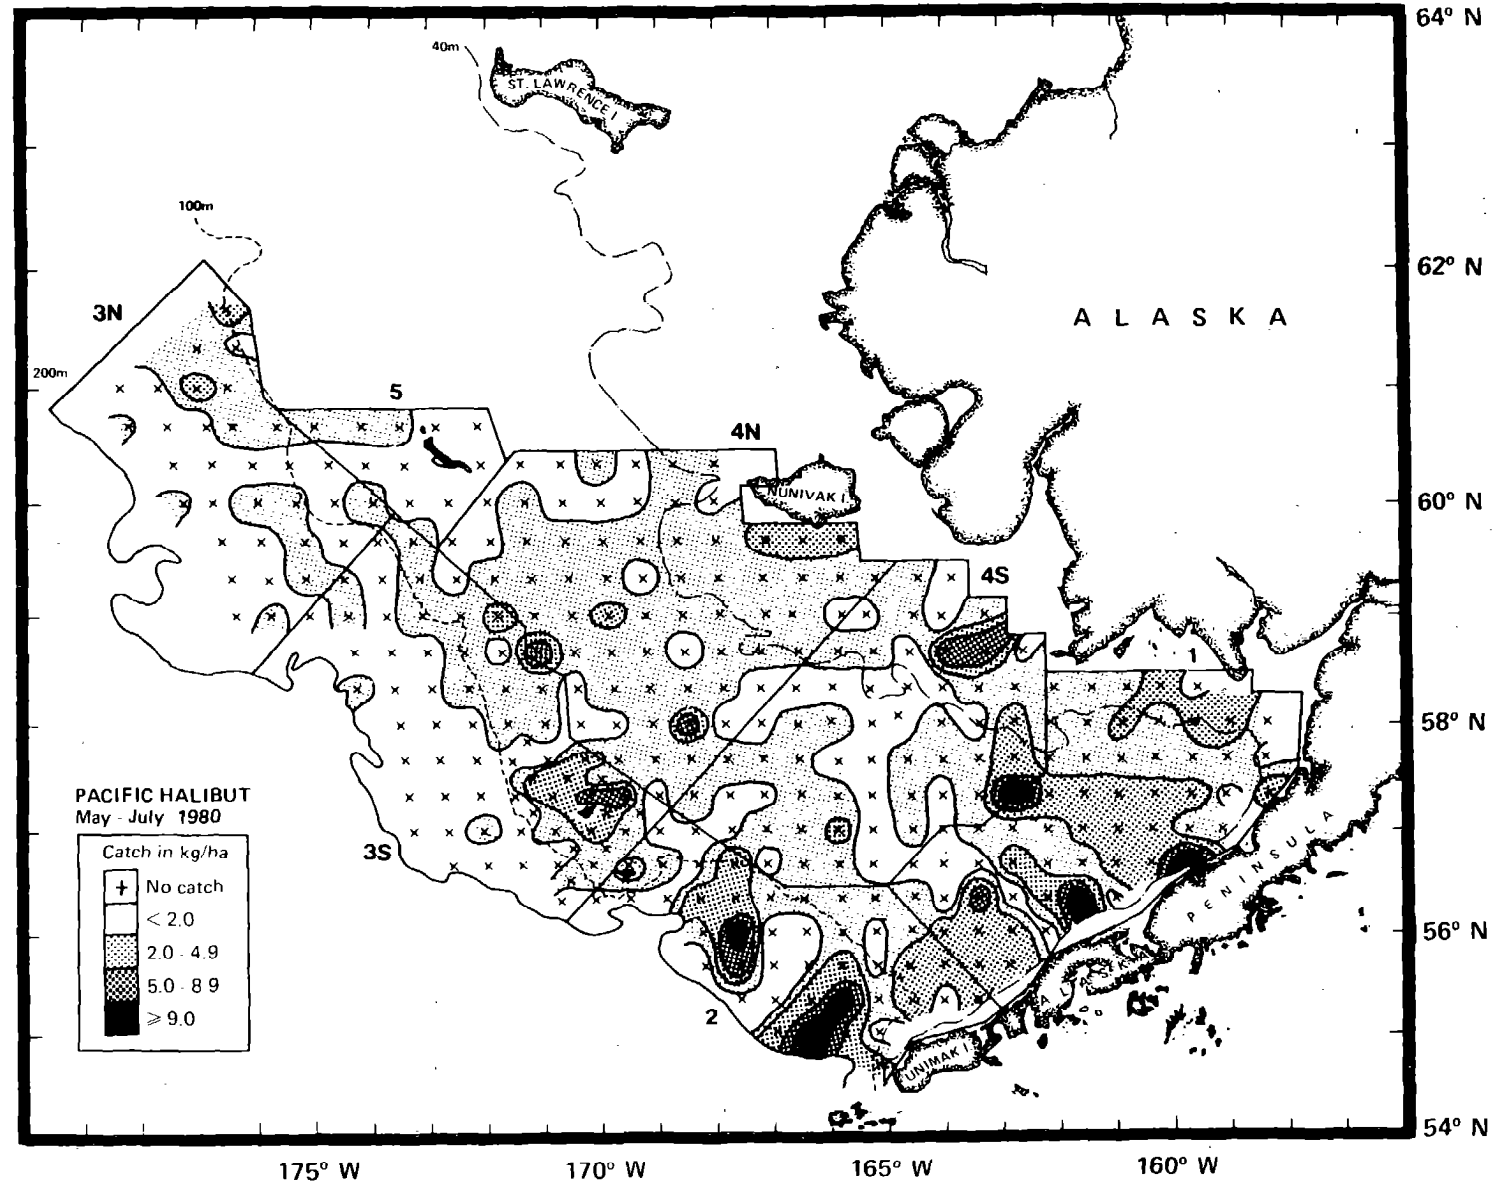 64° N
40m
ST. LAWRENCE I
100m
62° N
3N
ALASKA
200m
5
4N
NUNIVAK I
60° N
4S
1
58° N
PACIFIC HALIBUT
May - July 1980
Catch in kg/ha
No catch
< 2.0
2.0 - 4.9
5.0 - 8.9
≥ 9.0
3S
PENINSULA
56° N
ALASKA
2
UNIMAK I
54° N
175° W
170° W
165° W
160° W